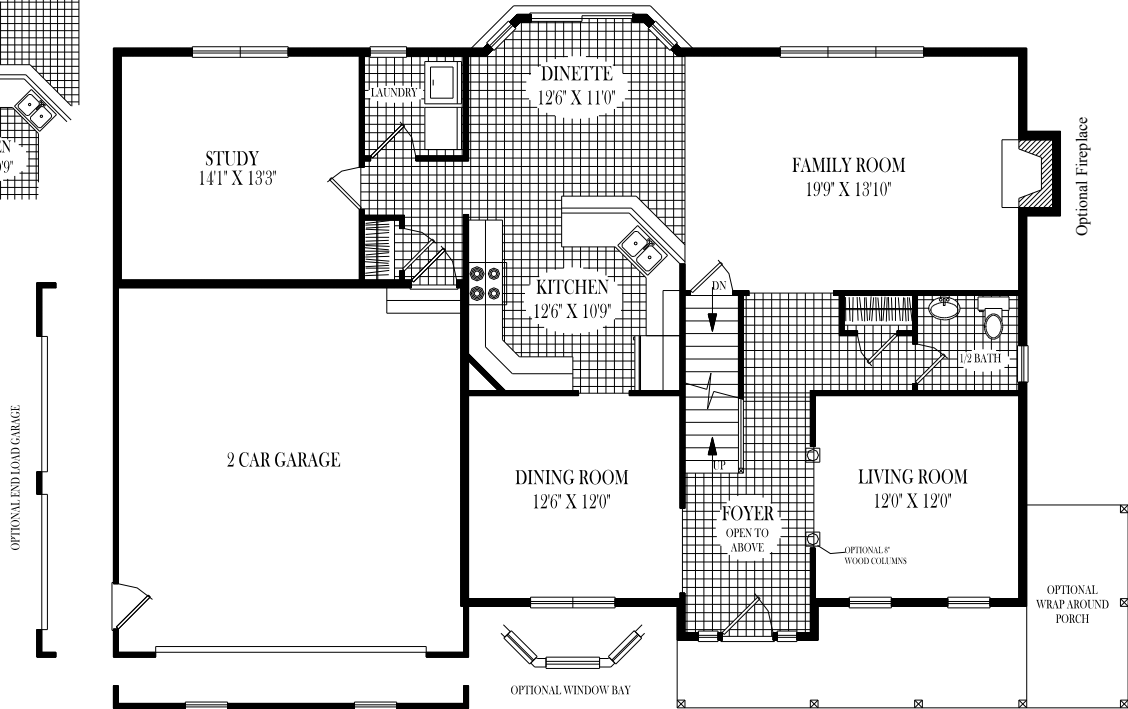 EN
0'9"
DINETTE
12'6" X 11'0"
LAUNDRY
STUDY
14'1" X 13'3"
FAMILY ROOM
19'9" X 13'10"
Optional Fireplace
KITCHEN
12'6" X 10'9"
DN
1/2 BATH
OPTIONAL END LOAD GARAGE
2 CAR GARAGE
DINING ROOM
12'6" X 12'0"
UP
LIVING ROOM
12'0" X 12'0"
FOYER
OPEN TO
ABOVE
OPTIONAL 8"
WOOD COLUMNS
OPTIONAL
WRAP AROUND
PORCH
OPTIONAL WINDOW BAY